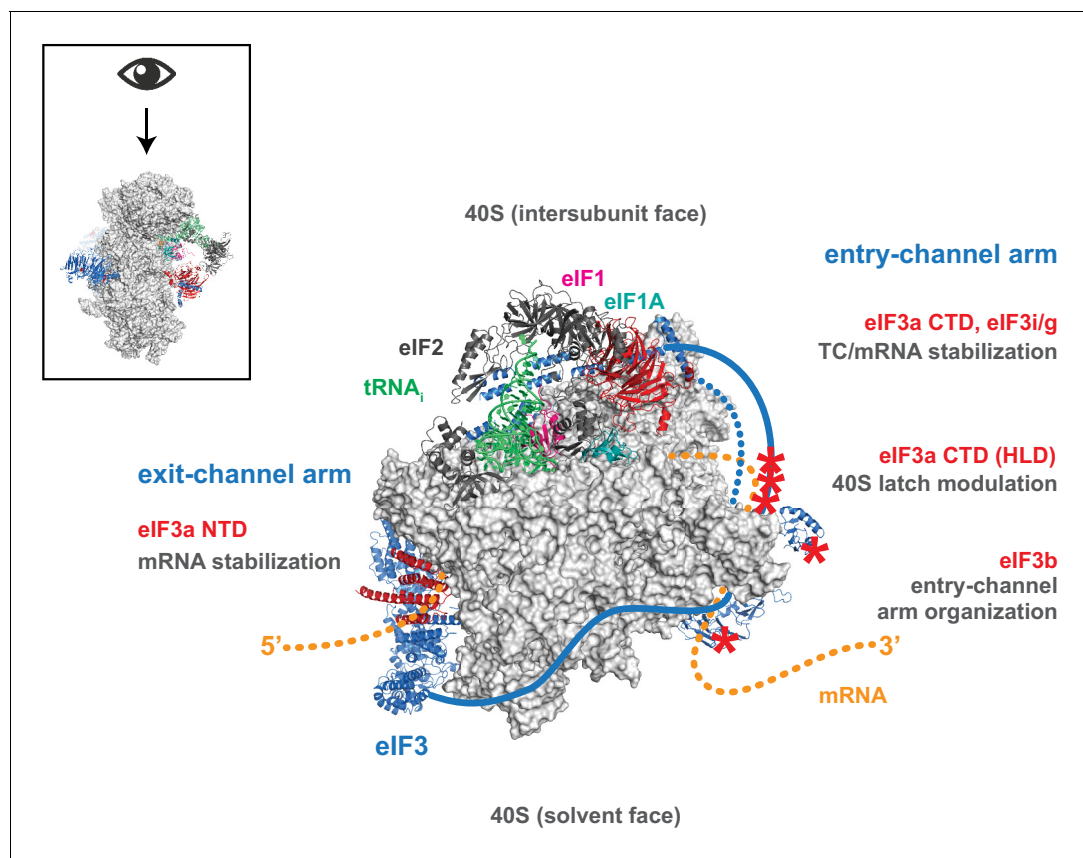 40S (intersubunit face)
entry-channel arm
eIF1
eIF1A
eIF3a CTD, eIF3i/g
TC/mRNA stabilization
eIF2
tRNAi
eIF3a CTD (HLD)
40S latch modulation
exit-channel arm
eIF3a NTD
mRNA stabilization
eIF3b
entry-channel
arm organization
5’
3’
mRNA
eIF3
40S (solvent face)